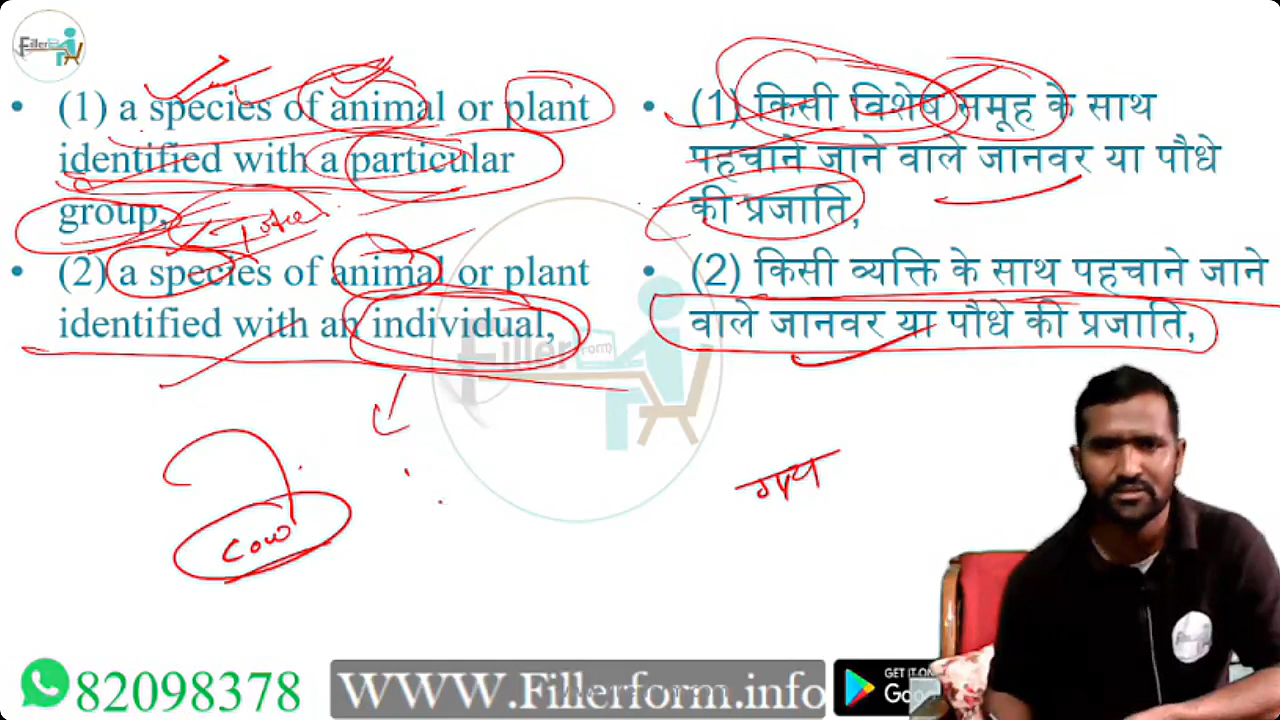 Fillerform
(1) a species of animal or plant
identified with a particular
group,
(2) a species of animal or plant
identified with an individual,
(1) किसी विशेष समूह के साथ
पहचाने जाने वाले जानवर या पौधे
की प्रजाति,
(2) किसी व्यक्ति के साथ पहचाने जाने
वाले जानवर या पौधे की प्रजाति,
Fillerform
cow
गाय
82098378
WWW.Fillerform.info
GET IT ON